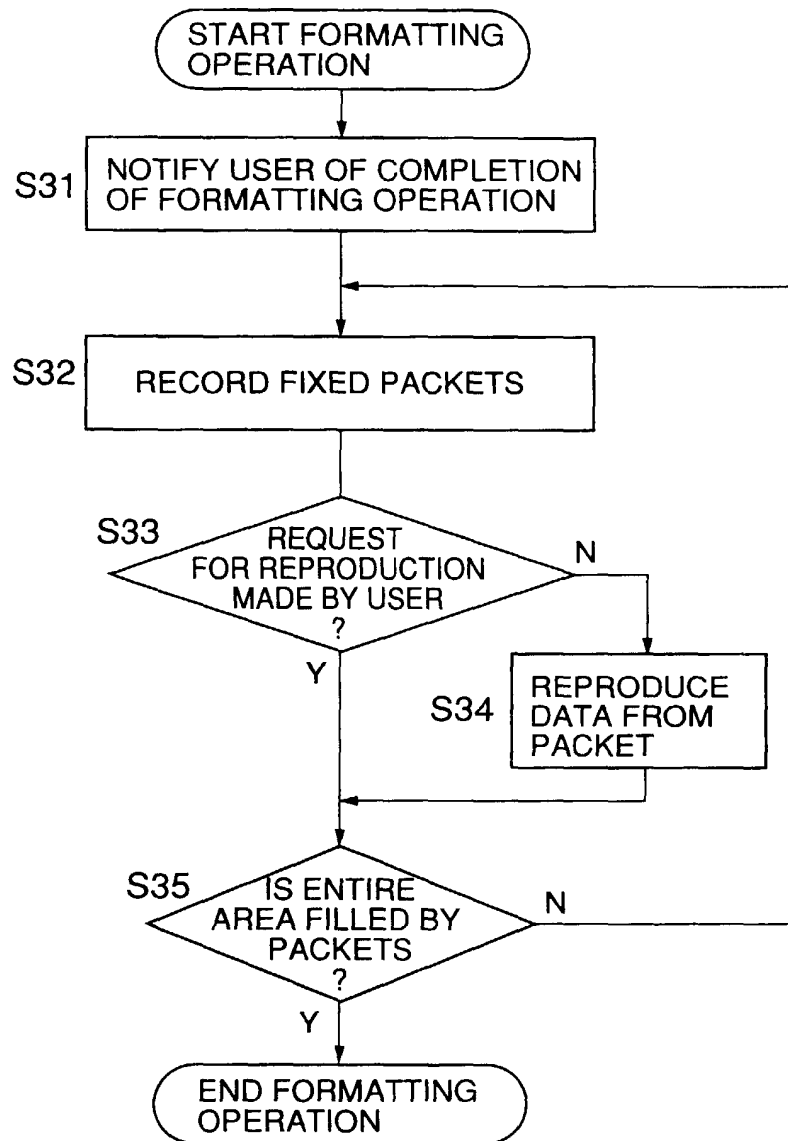 START FORMATTING
OPERATION
S31
NOTIFY USER OF COMPLETION
OF FORMATTING OPERATION
S32
RECORD FIXED PACKETS
S33
REQUEST
FOR REPRODUCTION
MADE BY USER
?
N
Y
S34
REPRODUCE
DATA FROM
PACKET
S35
IS ENTIRE
AREA FILLED BY
PACKETS
?
N
Y
END FORMATTING
OPERATION